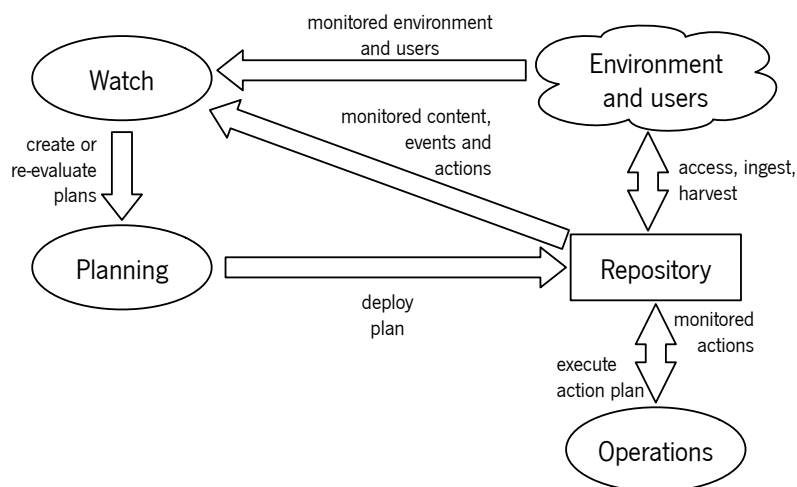 monitored environment
and users
Watch
Environment
and users
monitored content,
events and
actions
create or
re-evaluate
plans
access, ingest,
harvest
Planning
Repository
deploy
plan
monitored
actions
execute
action plan
Operations